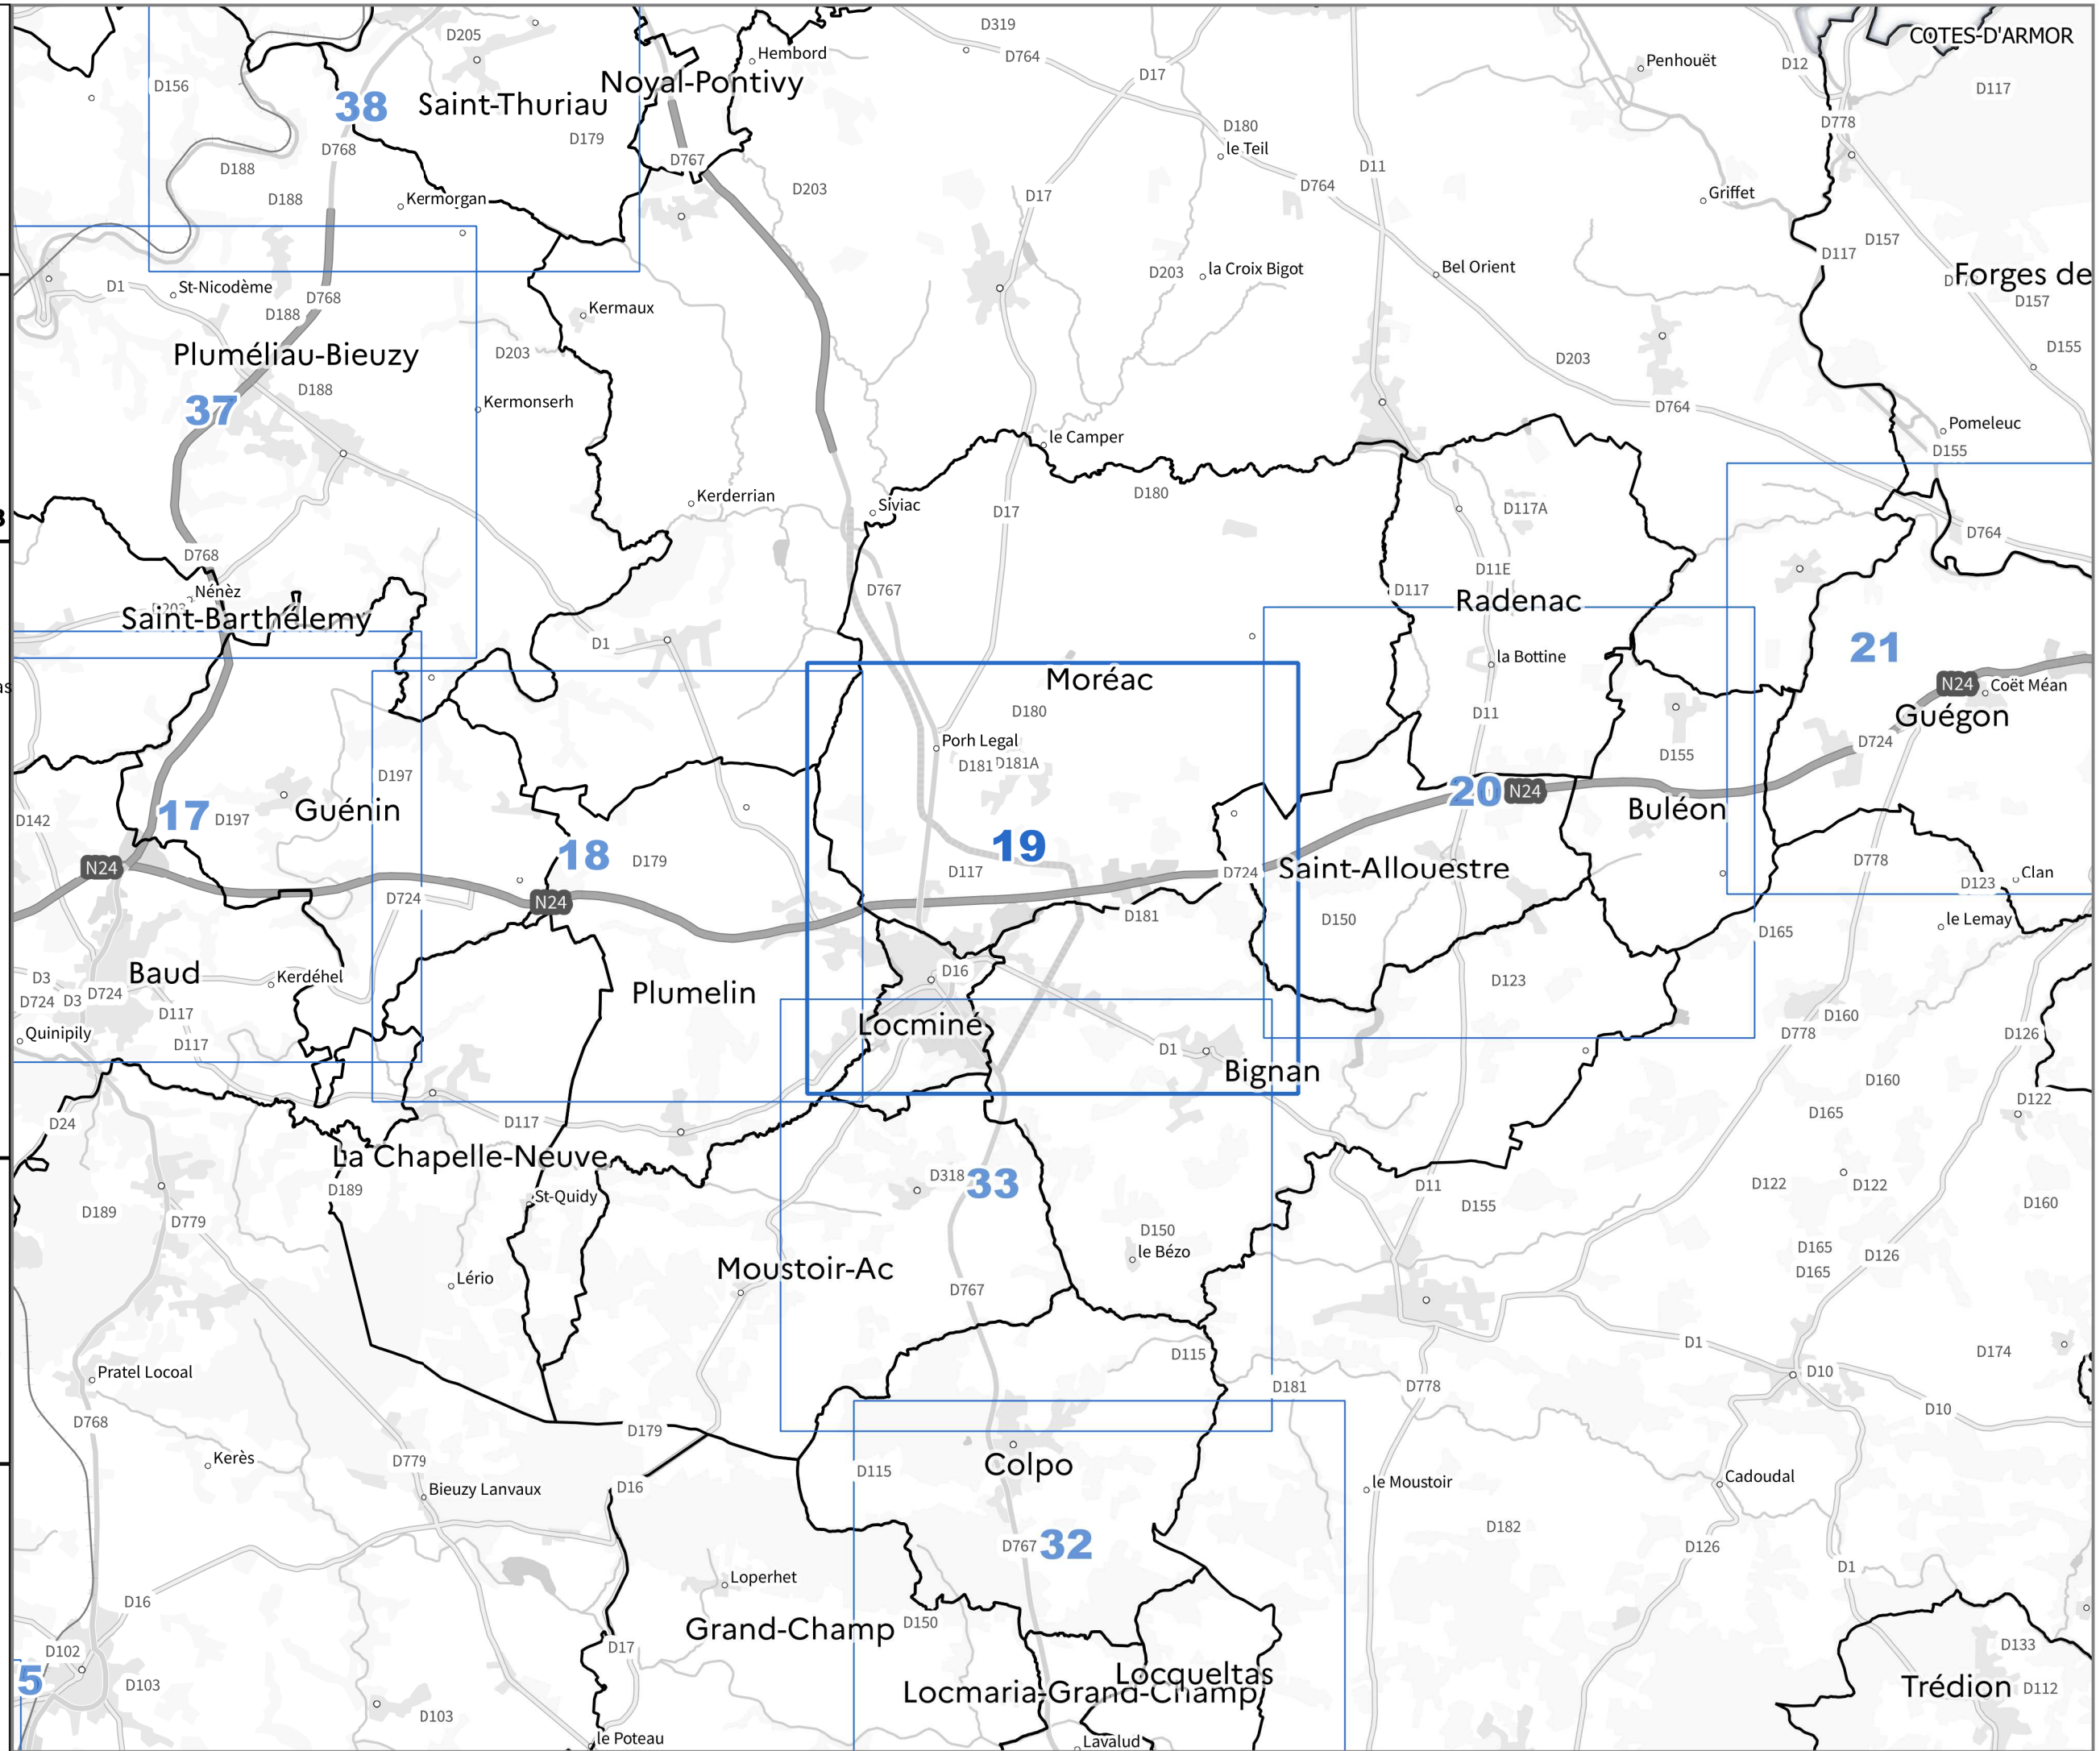 D319
D205
COTES-D'ARMOR
Hembord
D764
Penhouët
D12
D17
Noyal-Pontivy
D156
38
Saint-Thuriau
D117
D778
D180
D179
le Teil
D768
D767
D11
D188
D764
D203
D17
Griffet
D188
Kermorgan
D157
D117
D203
la Croix Bigot
Bel Orient
Forges de
D1
St-Nicodème
D768
D157
Kermaux
D188
D155
Pluméliau-Bieuzy
D203
D203
D188
Kermonserh
37
D764
Pomeleuc
le Camper
D155
D180
Kerderrian
Siviac
D17
D117A
D764
D768
D11E
Nénèz
D767
D117
D203
Saint-Barthélemy
Radenac
D1
21
la Bottine
Moréac
N24
Coët Méan
D180
D11
Guégon
Porh Legal
D724
D155
D181
D181A
D197
20
N24
Guénin
Buléon
17
D197
D142
19
18
D179
D778
N24
D117
D724
Saint-Allouestre
Clan
D123
D724
N24
D181
D150
le Lemay
D165
Baud
D16
D3
Kerdéhel
D123
D724
D3
D724
Plumelin
D117
D160
Quinipily
Locminé
D778
D126
D117
D1
Bignan
D160
D122
D165
D24
D117
La Chapelle-Neuve
D318
33
D122
D122
D189
D11
St-Quidy
D155
D160
D189
D779
D150
le Bézo
D165
D126
Moustoir-Ac
D165
Lério
D767
D1
D115
D174
Pratel Locoal
D10
D181
D778
D10
D768
D179
Kerès
D779
Colpo
D115
Cadoudal
le Moustoir
D16
Bieuzy Lanvaux
D182
32
D767
D126
D1
Loperhet
D16
D150
Grand-Champ
D133
D17
D102
Locqueltas
5
D103
Locmaria-Grand-Champ
Trédion
D112
D103
le Poteau
Lavalud